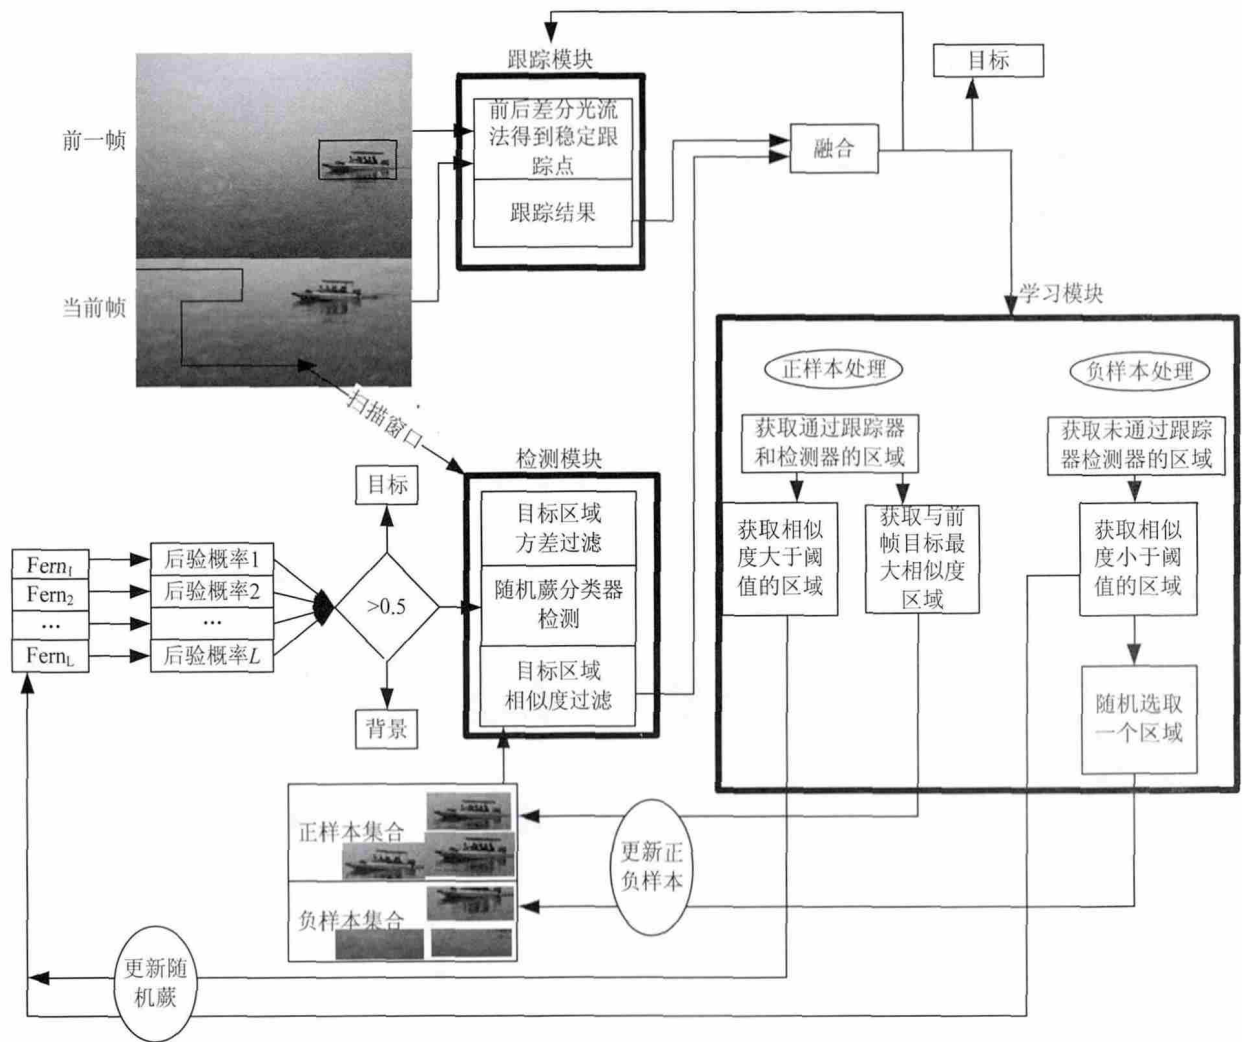 跟踪模块
目标
前一帧
前后差分光流
法得到稳定跟
踪点
融合
跟踪结果
当前帧
学习模块
扫描窗口
正样本处理
负样本处理
获取通过跟踪器
和检测器的区域
获取未通过跟踪
器检测器的区域
检测模块
目标
目标区域
方差过滤
获取相似
度大于阈
值的区域
获取与前
帧目标最
大相似度
区域
获取相似
度小于阈
值的区域
Fern₁
后验概率1
Fern₂
后验概率2
…
…
Fern_L
后验概率L
>0.5
随机蕨分类器
检测
目标区域
相似度过滤
随机选取
一个区域
背景
正样本集合
更新正
负样本
负样本集合
更新随
机蕨